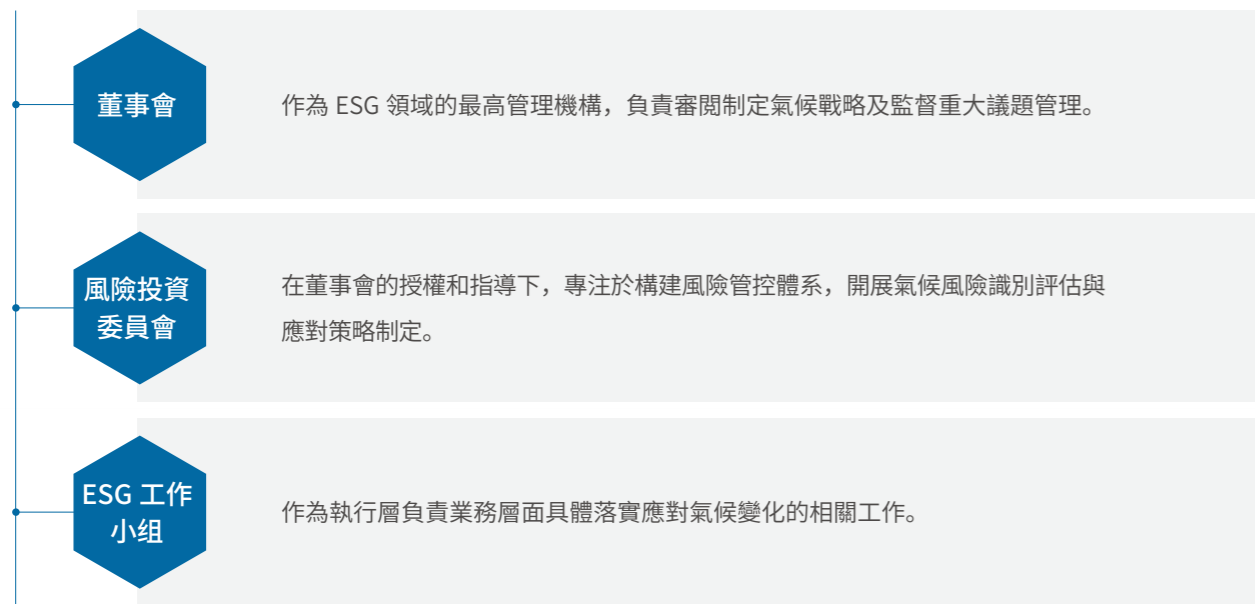 董事會
作為 ESG 領域的最高管理機構，負責審閲制定氣候戰略及監督重大議題管理。
風險投資
委員會
在董事會的授權和指導下，專注於構建風險管控體系，開展氣候風險識別評估與
應對策略制定。
ESG 工作
小组
作為執行層負責業務層面具體落實應對氣候變化的相關工作。